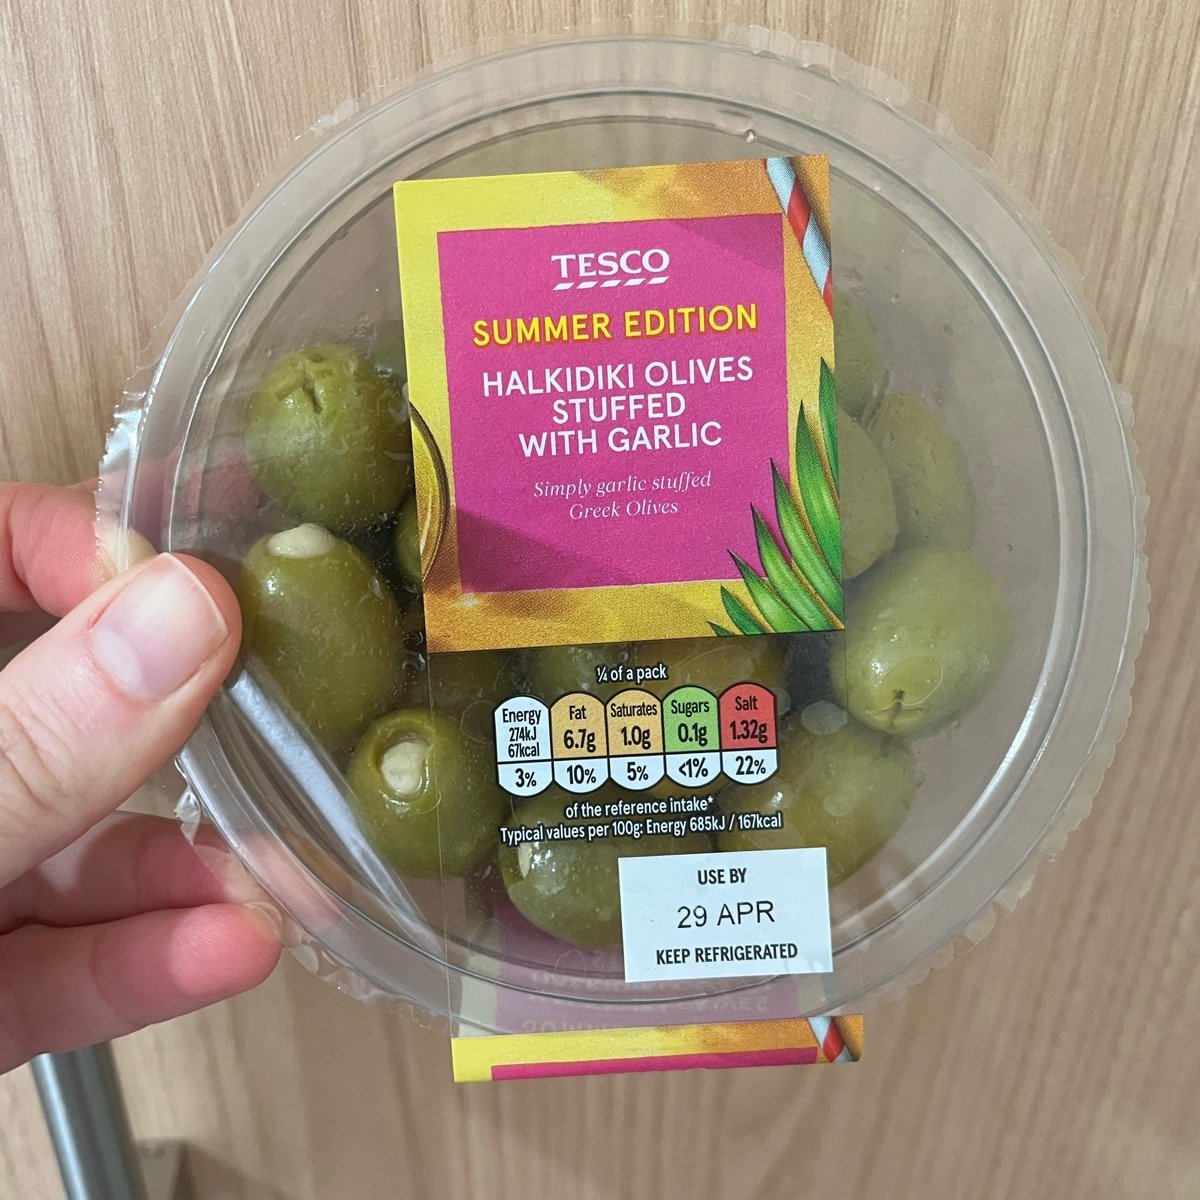 TESCO
SUMMER EDITION
HALKIDIKI OLIVES
STUFFED
WITH GARLIC
Simply garlic stuffed
Greek Olives
¼ of a pack
Energy
274kJ
67kcal
3%
Fat
6.7g
10%
Saturates
1.0g
5%
Sugars
0.1g
<1%
Salt
1.32g
22%
of the reference intake*
Typical values per 100g: Energy 685kJ / 167kcal
USE BY
29 APR
KEEP REFRIGERATED